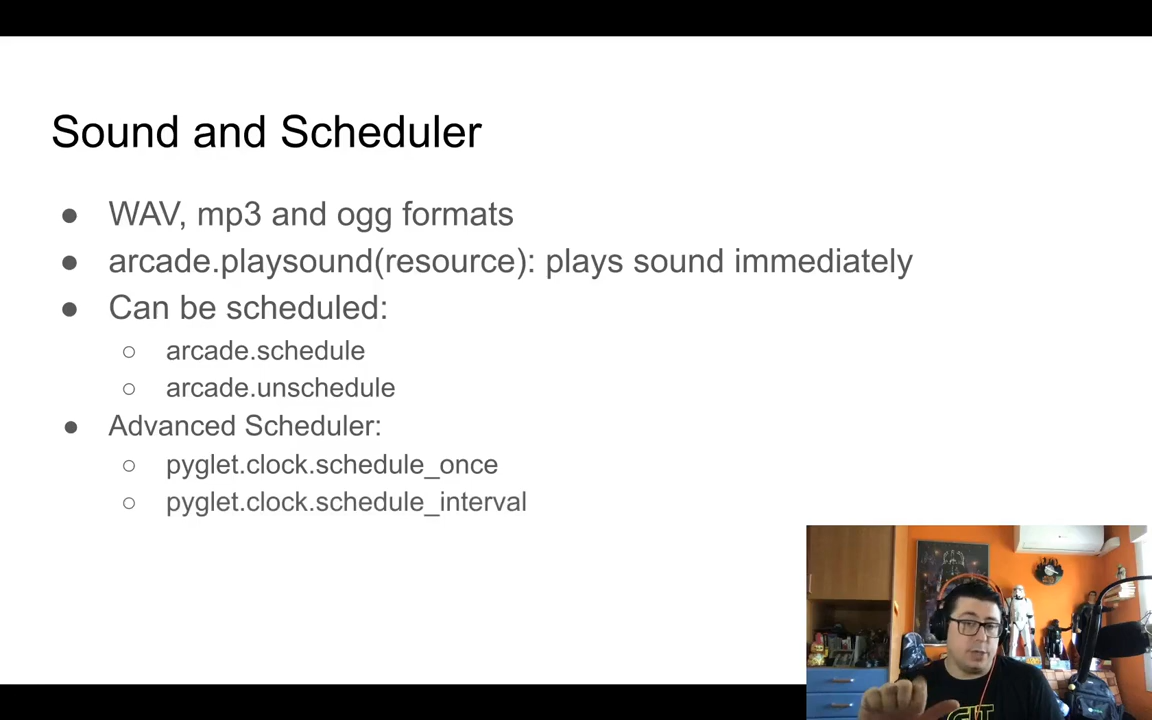 Sound and Scheduler
● WAV, mp3 and ogg formats
● arcade.playsound(resource): plays sound immediately
● Can be scheduled:
○ arcade.schedule
○ arcade.unschedule
● Advanced Scheduler:
○ pyglet.clock.schedule_once
○ pyglet.clock.schedule_interval